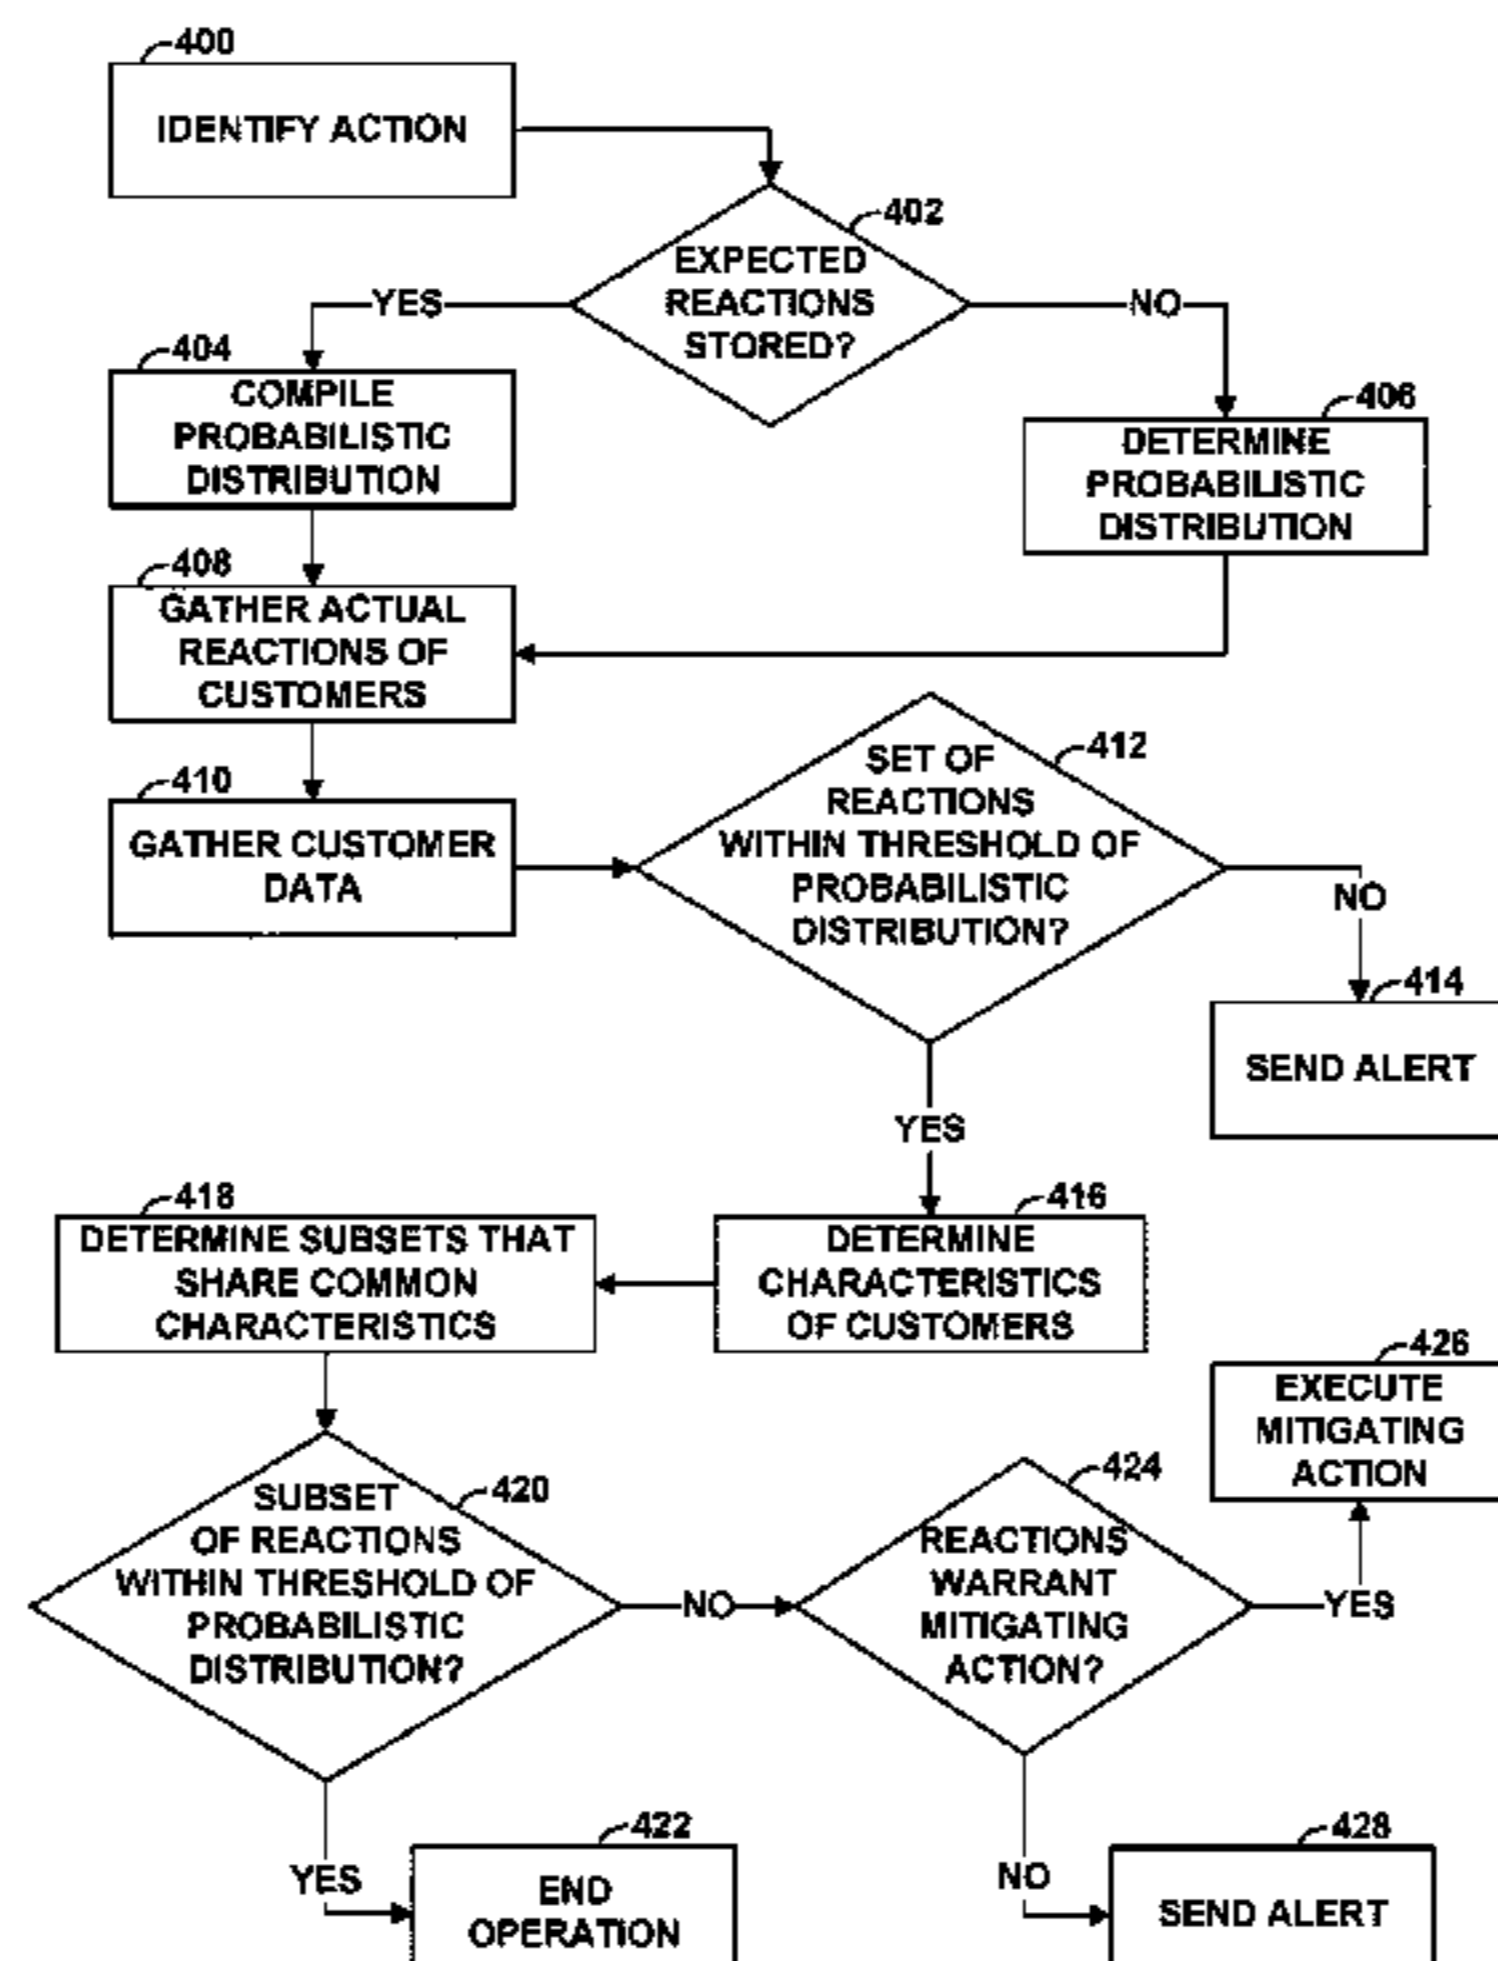 400
IDENTIFY ACTION
402
EXPECTED
REACTIONS
STORED?
YES
NO
404
COMPILE
PROBABILISTIC
DISTRIBUTION
406
DETERMINE
PROBABILISTIC
DISTRIBUTION
408
GATHER ACTUAL
REACTIONS OF
CUSTOMERS
410
GATHER CUSTOMER
DATA
412
SET OF
REACTIONS
WITHIN THRESHOLD OF
PROBABILISTIC
DISTRIBUTION?
NO
414
SEND ALERT
YES
416
DETERMINE
CHARACTERISTICS
OF CUSTOMERS
418
DETERMINE SUBSETS THAT
SHARE COMMON
CHARACTERISTICS
420
SUBSET
OF REACTIONS
WITHIN THRESHOLD OF
PROBABILISTIC
DISTRIBUTION?
NO
424
REACTIONS
WARRANT
MITIGATING
ACTION?
YES
426
EXECUTE
MITIGATING
ACTION
YES
422
END
OPERATION
NO
428
SEND ALERT